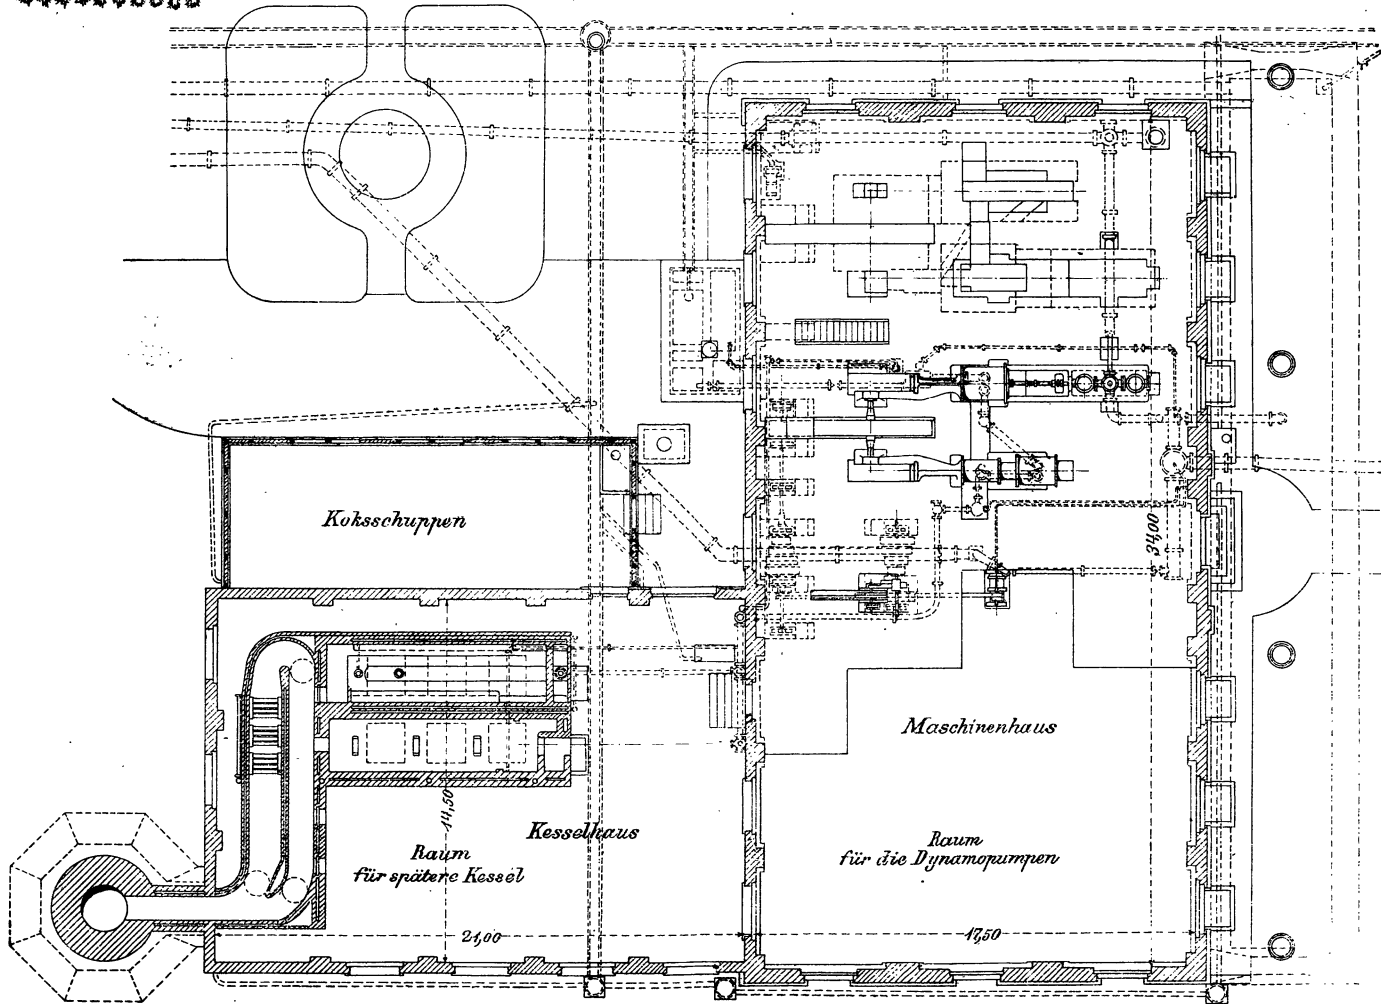 Koksschuppen
34,00
Maschinenhaus
14,50
Kesselhaus
Raum
für spätere Kessel
Raum
für die Dynamopumpen
21,00
17,50